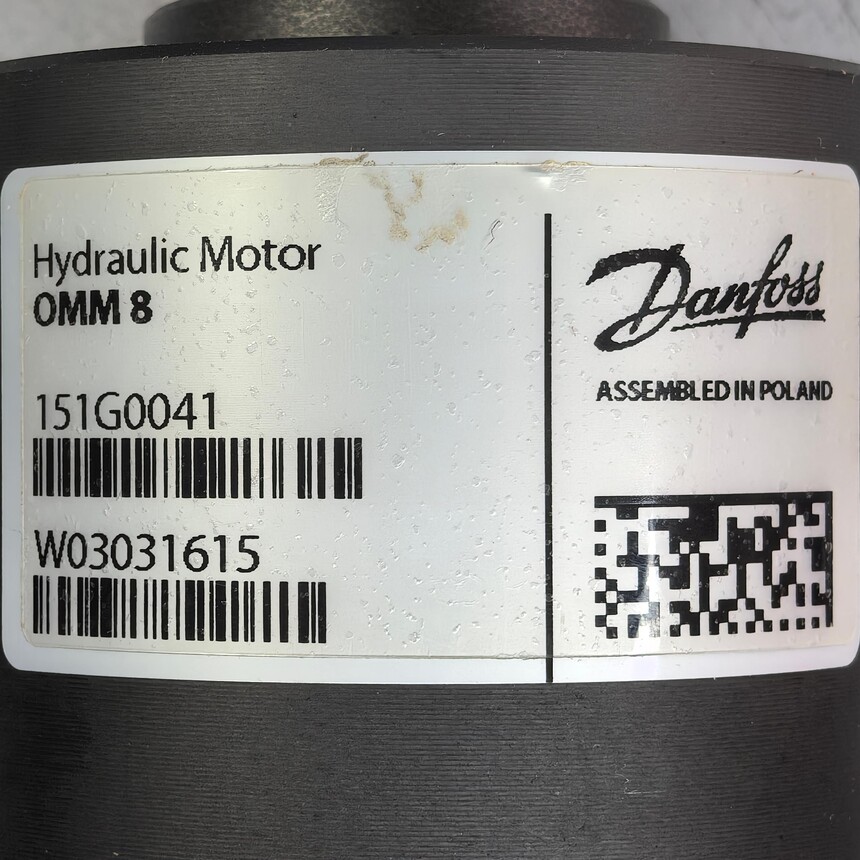 Hydraulic Motor
OMM 8
151G0041
W03031615
Danfoss
ASSEMBLED IN POLAND